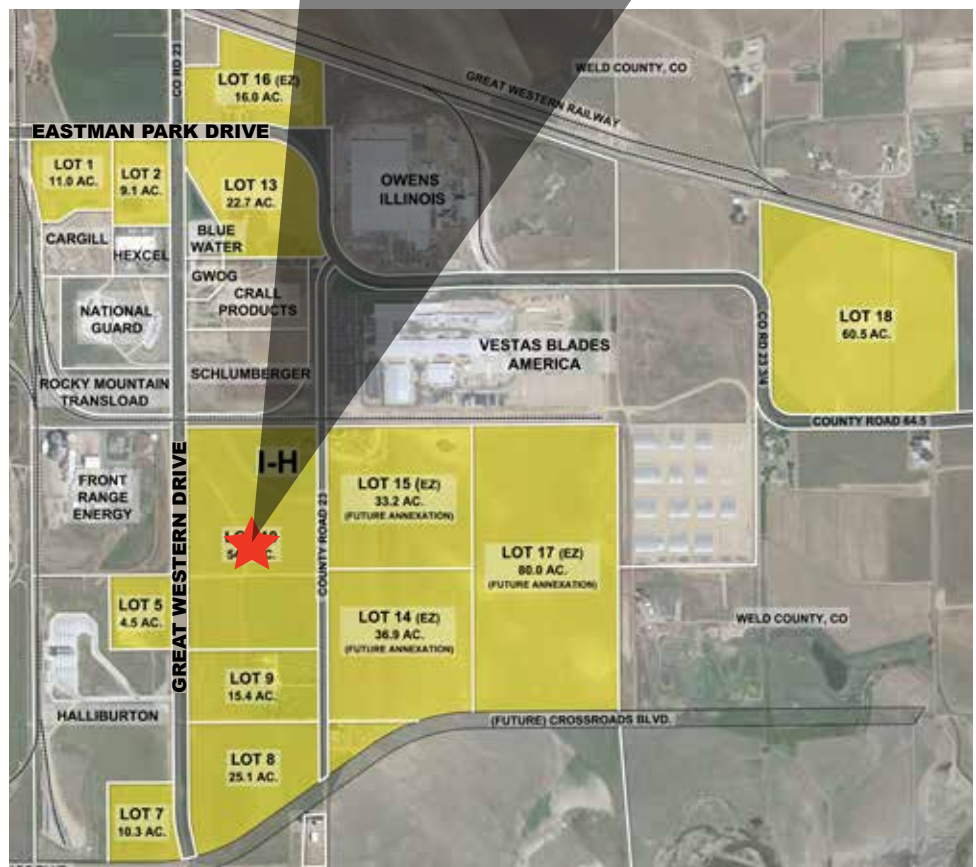 CO RD 23
WELD COUNTY, CO
GREAT WESTERN RAILWAY
LOT 16 (EZ)
16.0 AC.
EASTMAN PARK DRIVE
LOT 1
11.0 AC.
LOT 2
9.1 AC.
LOT 13
22.7 AC.
OWENS
ILLINOIS
CARGILL
HEXCEL
BLUE
WATER
GWOG
CRALL
PRODUCTS
NATIONAL
GUARD
LOT 18
60.5 AC.
CO RD 23 3/4
VESTAS BLADES
AMERICA
SCHLUMBERGER
ROCKY MOUNTAIN
TRANSLOAD
COUNTY ROAD 64.5
GREAT WESTERN DRIVE
I-H
FRONT
RANGE
ENERGY
COUNTY ROAD 23
LOT 15 (EZ)
33.2 AC.
(FUTURE ANNEXATION)
LOT 17 (EZ)
80.0 AC.
(FUTURE ANNEXATION)
LOT 5
4.5 AC.
LOT 14 (EZ)
36.9 AC.
(FUTURE ANNEXATION)
WELD COUNTY, CO
LOT 9
15.4 AC.
HALLIBURTON
(FUTURE) CROSSROADS BLVD.
LOT 8
25.1 AC.
LOT 7
10.3 AC.